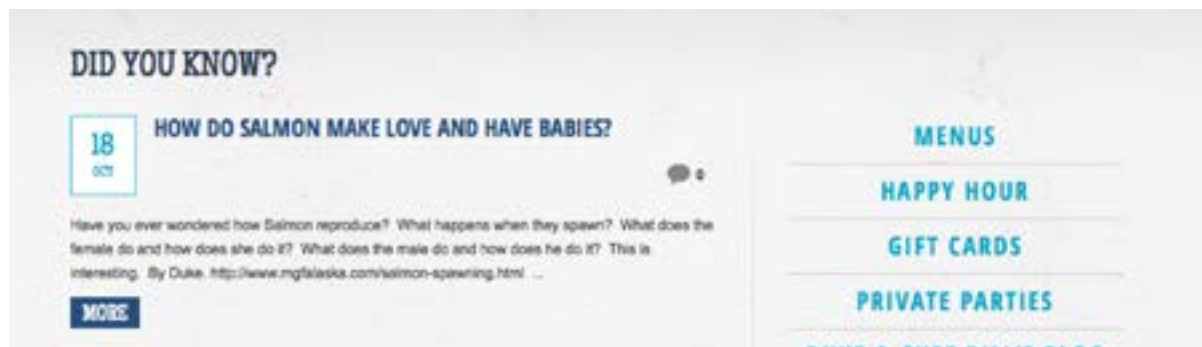 DID YOU KNOW?
18
OCT
HOW DO SALMON MAKE LOVE AND HAVE BABIES?
0
Have you ever wondered how Salmon reproduce? What happens when they spawn? What does the
female do and how does she do it? What does the male do and how does he do it? This is
interesting. By Duke. http://www.mgfalaska.com/salmon-spawning.html ...
MORE
MENUS
HAPPY HOUR
GIFT CARDS
PRIVATE PARTIES